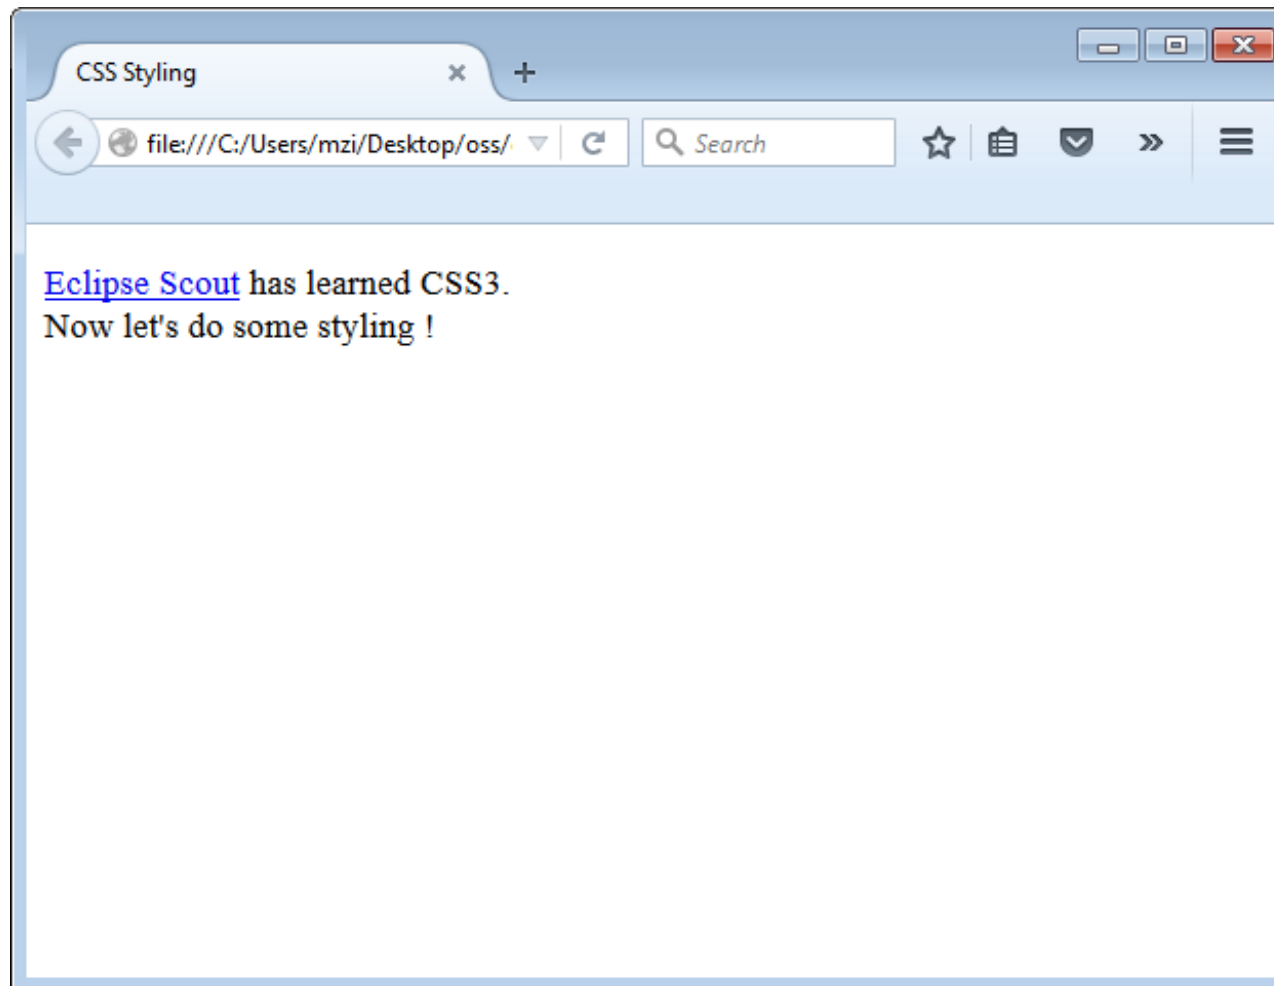 CSS Styling
file:///C:/Users/mzi/Desktop/oss/
Search
Eclipse Scout has learned CSS3.
Now let's do some styling !